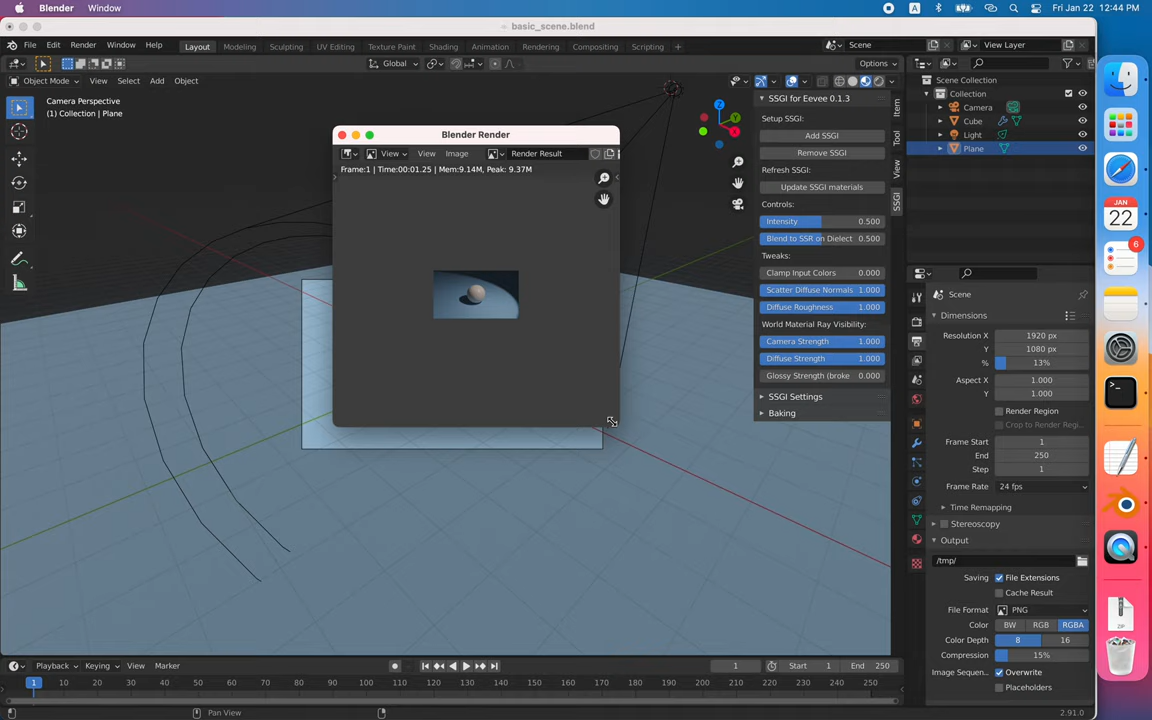 Blender Window
Fri Jan 22 12:44 PM
basic_scene.blend
File Edit Render Window Help
Layout Modeling Sculpting UV Editing Texture Paint Shading Animation Rendering Compositing Scripting +
Scene
View Layer
Global
Options
Object Mode View Select Add Object
Camera Perspective
(1) Collection | Plane
Blender Render
View View Image Render Result
Frame:1 | Time:00:01.25 | Mem:9.14M, Peak: 9.37M
X
Y
Z
SSGI for Eevee 0.1.3
Setup SSGI:
Add SSGI
Remove SSGI
Refresh SSGI:
Update SSGI materials
Controls:
Intensity 0.500
Blend to SSR on Dielect 0.500
Tweaks:
Clamp Input Colors 0.000
Scatter Diffuse Normals 1.000
Diffuse Roughness 1.000
World Material Ray Visibility:
Camera Strength 1.000
Diffuse Strength 1.000
Glossy Strength (broke 0.000
SSGI Settings
Baking
Item
Tool
View
SSGI
Scene Collection
Collection
Camera
Cube
Light
Plane
Scene
Dimensions
Resolution X 1920 px
Y 1080 px
% 13%
Aspect X 1.000
Y 1.000
Render Region
Crop to Render Regi..
Frame Start 1
End 250
Step 1
Frame Rate 24 fps
Time Remapping
Stereoscopy
Output
/tmp/
Saving File Extensions
Cache Result
File Format PNG
Color BW RGB RGBA
Color Depth 8 16
Compression 15%
Image Sequen... Overwrite
Placeholders
Playback Keying View Marker
1
Start 1 End 250
1 10 20 30 40 50 60 70 80 90 100 110 120 130 140 150 160 170 180 190 200 210 220 230 240 250
Pan View
2.91.0
JAN
22
6
ZIP